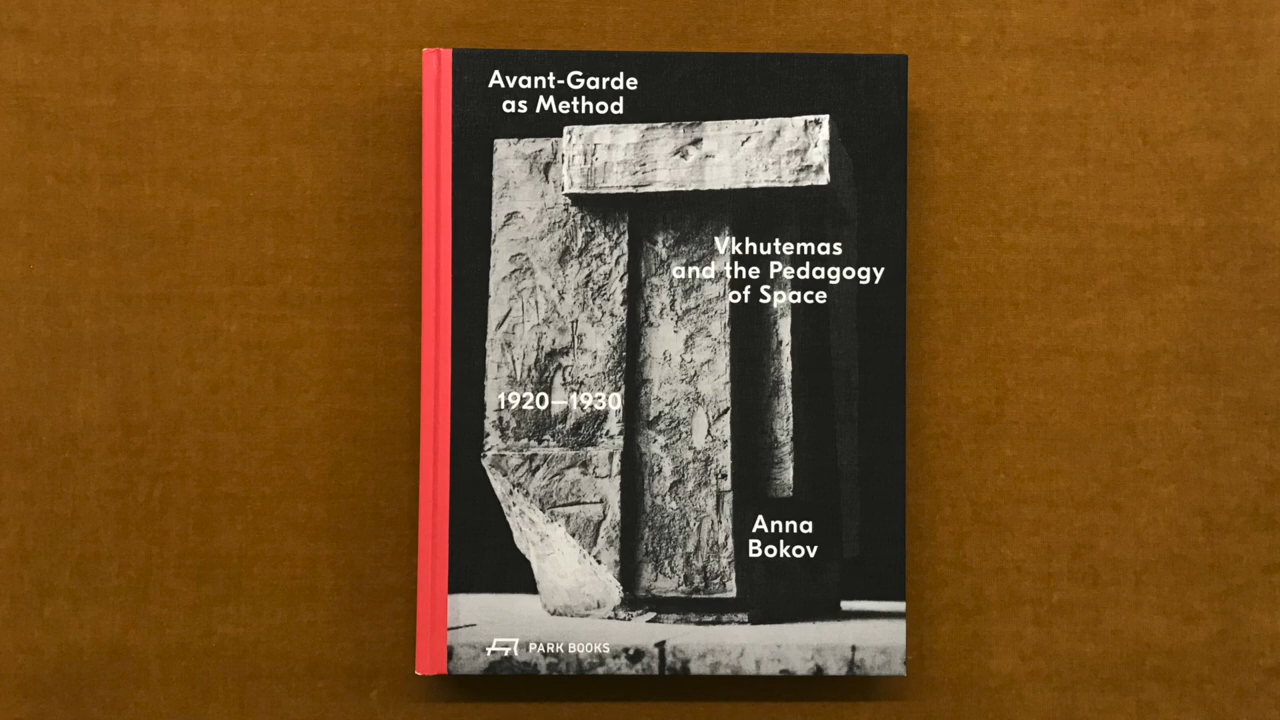 Avant-Garde
as Method
Vkhutemas
and the Pedagogy
of Space
1920—1930
Anna
Bokov
PARK BOOKS